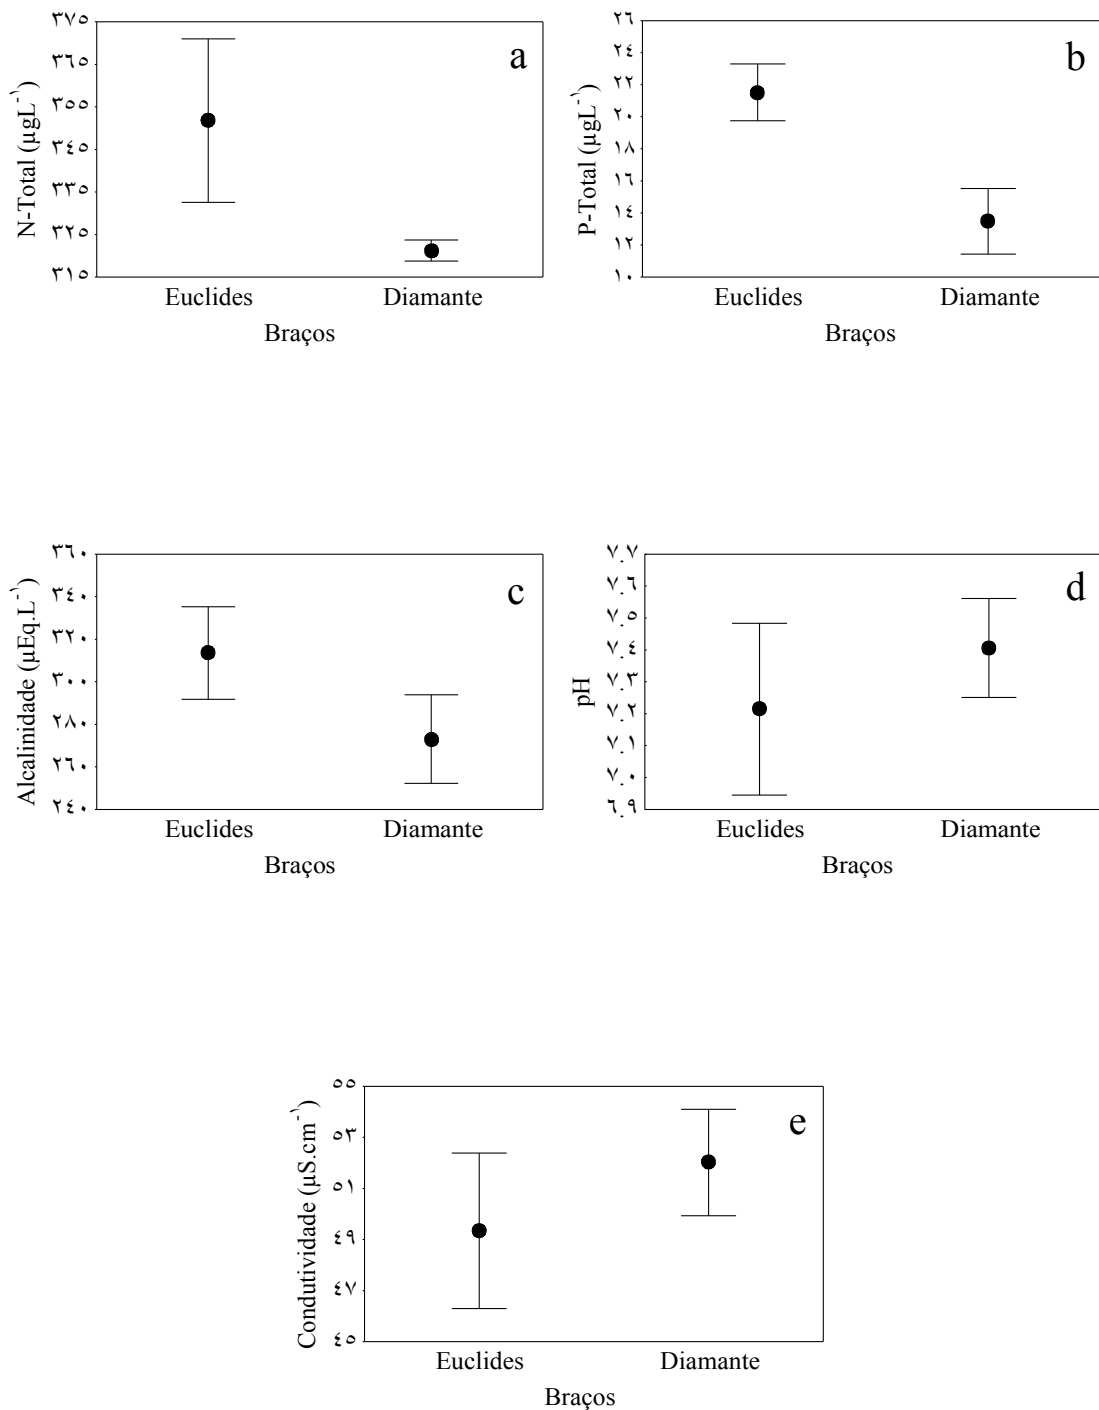 a
N-Total (µgL⁻¹)
٣٧٥
٣٦٥
٣٥٥
٣٤٥
٣٣٥
٣٢٥
٣١٥
Euclides Diamante
Braços
b
P-Total (µgL⁻¹)
٢٦
٢٤
٢٢
٢٠
١٨
١٦
١٤
١٢
١٠
Euclides Diamante
Braços
c
Alcalinidade (µEq.L⁻¹)
٣٦٠
٣٤٠
٣٢٠
٣٠٠
٢٨٠
٢٦٠
٢٤٠
Euclides Diamante
Braços
d
pH
٧.٧
٧.٦
٧.٥
٧.٤
٧.٣
٧.٢
٧.١
٧.٠
٦.٩
Euclides Diamante
Braços
e
Condutividade (µS.cm⁻¹)
٥٥
٥٣
٥١
٤٩
٤٧
٤٥
Euclides Diamante
Braços